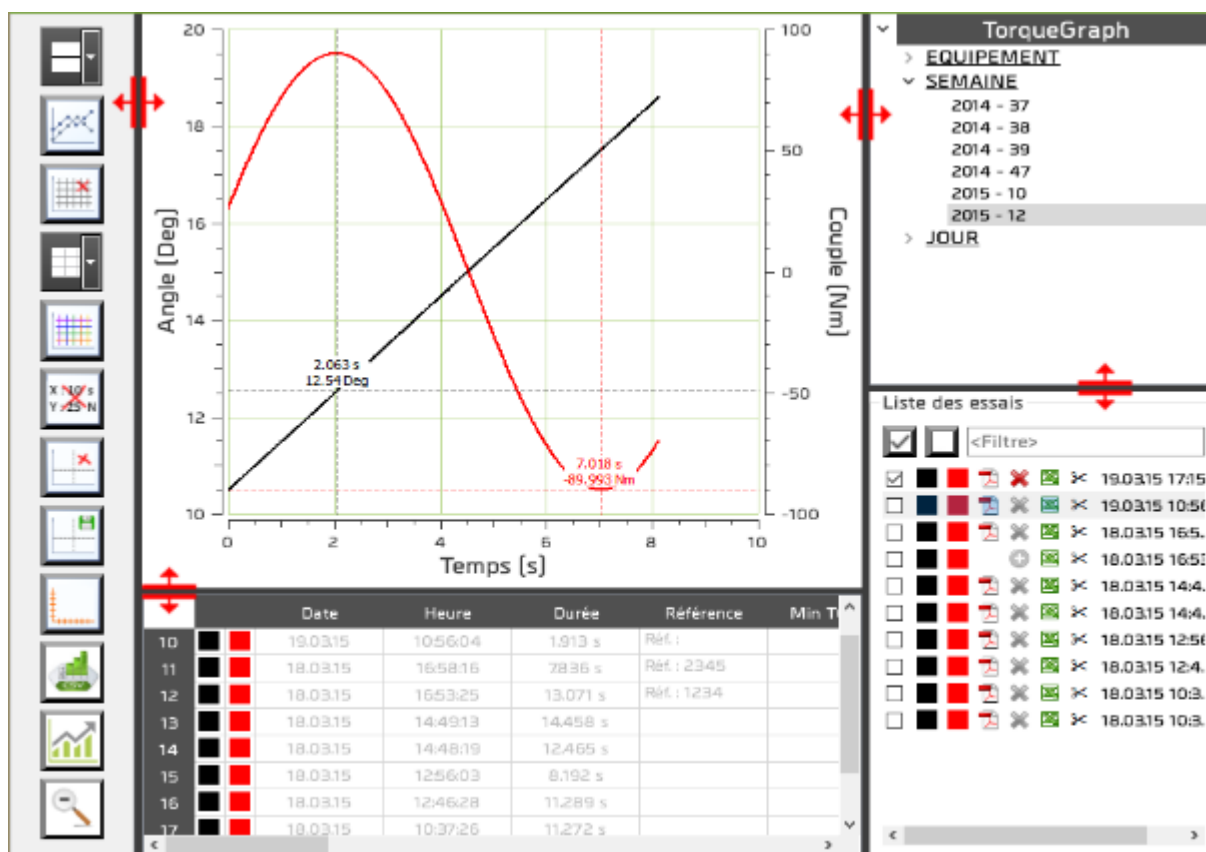 X : 10' s
Y : 25 N
CSV
20
18
16
14
12
10
Angle [Deg]
100
50
0
-50
-100
Couple [Nm]
2.063 s
12.54 Deg
7.018 s
-89.993 Nm
0 2 4 6 8 10
Temps [s]
Date Heure Durée Référence
10 19.03.15 10:56:04 1.913 s Réf. :
11 18.03.15 16:58:16 7.836 s Réf. : 2345
12 18.03.15 16:53:25 13.071 s Réf. : 1234
13 18.03.15 14:49:13 14.458 s
14 18.03.15 14:48:19 12.465 s
15 18.03.15 12:56:03 8.192 s
16 18.03.15 12:46:28 11.289 s
17 18.03.15 10:37:26 11.272 s
TorqueGraph
EQUIPEMENT
SEMAINE
2014 - 37
2014 - 38
2014 - 39
2014 - 47
2015 - 10
2015 - 12
JOUR
Liste des essais
<Filtre>
19.03.15 17:15
19.03.15 10:56
18.03.15 16:5..
18.03.15 16:53
18.03.15 14:4..
18.03.15 14:4..
18.03.15 12:56
18.03.15 12:4..
18.03.15 10:3..
18.03.15 10:3..